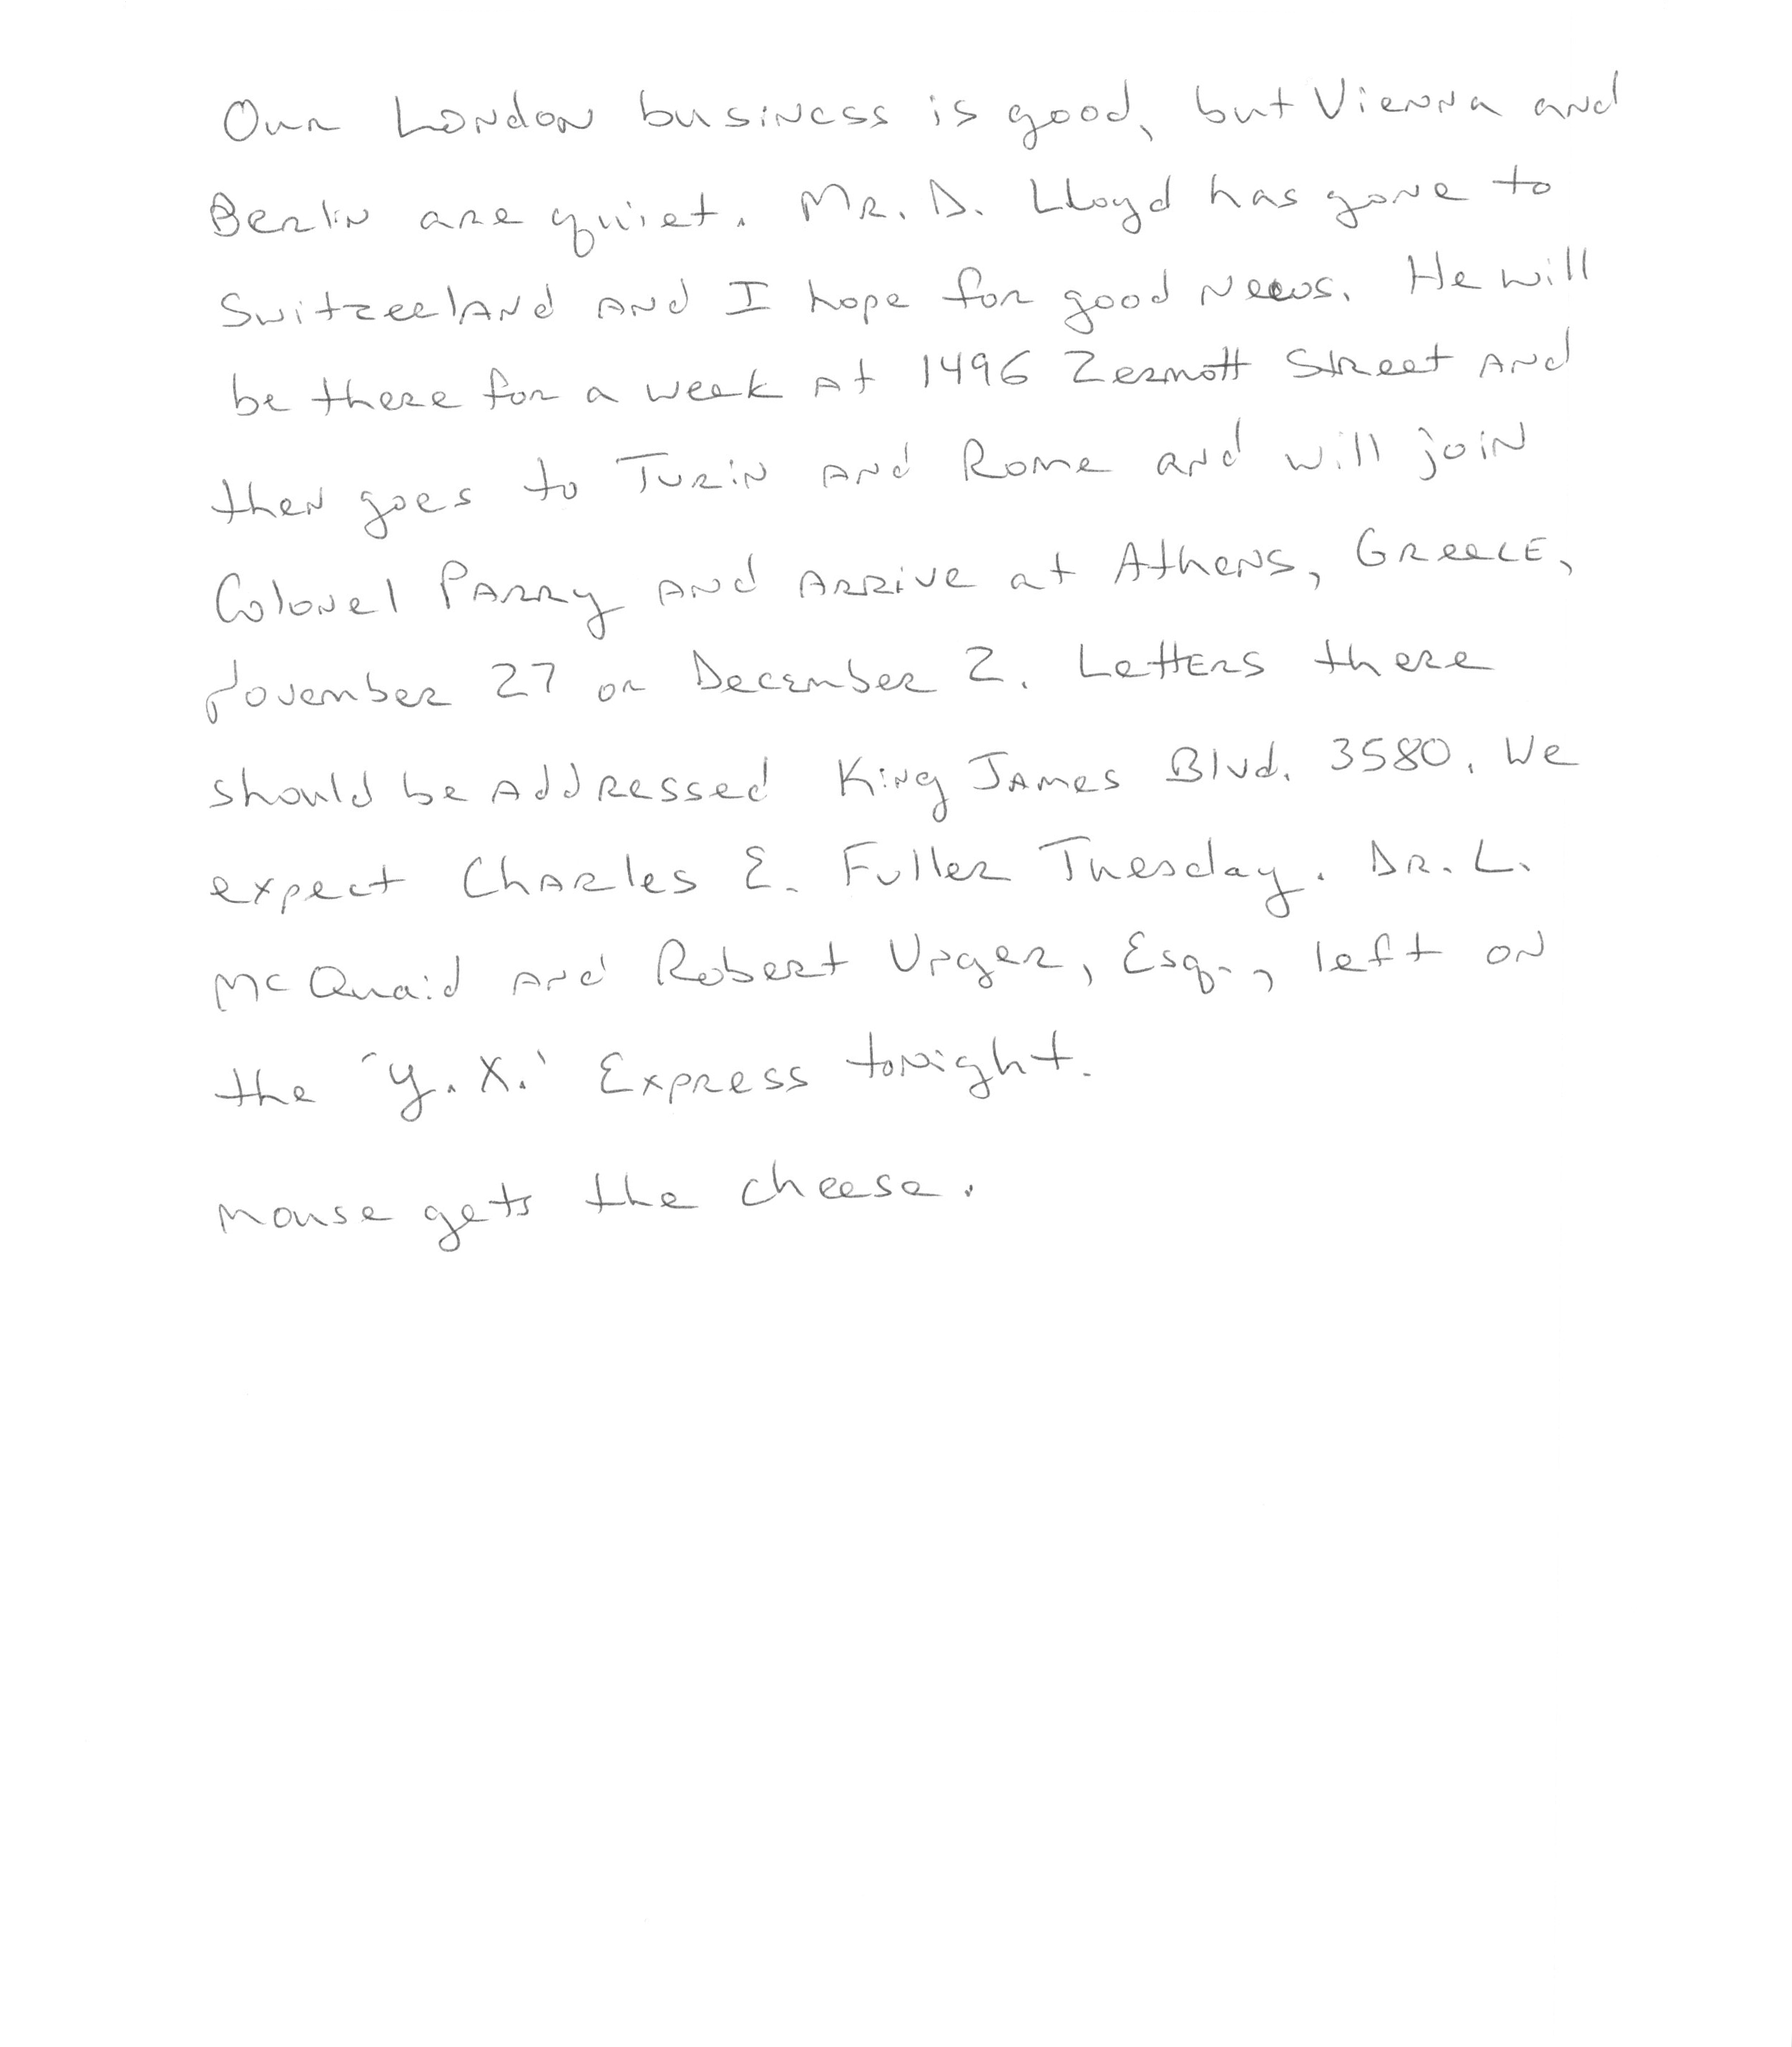 Our London business is good, but Vienna and
Berlin are quiet. Mr. D. Lloyd has gone to
Switzeeland and I hope for good news. He will
be there for a week at 1496 Zermott Street and
then goes to Turin and Rome and will join
Colonel Parry and arrive at Athens, Greece,
November 27 or December 2. Letters there
should be addressed King James Blvd. 3580. We
expect Charles E. Fuller Tuesday. Dr. L.
McQuaid and Robert Unger, Esq., left on
the 'Y. X.' Express tonight.
Mouse gets the cheese.